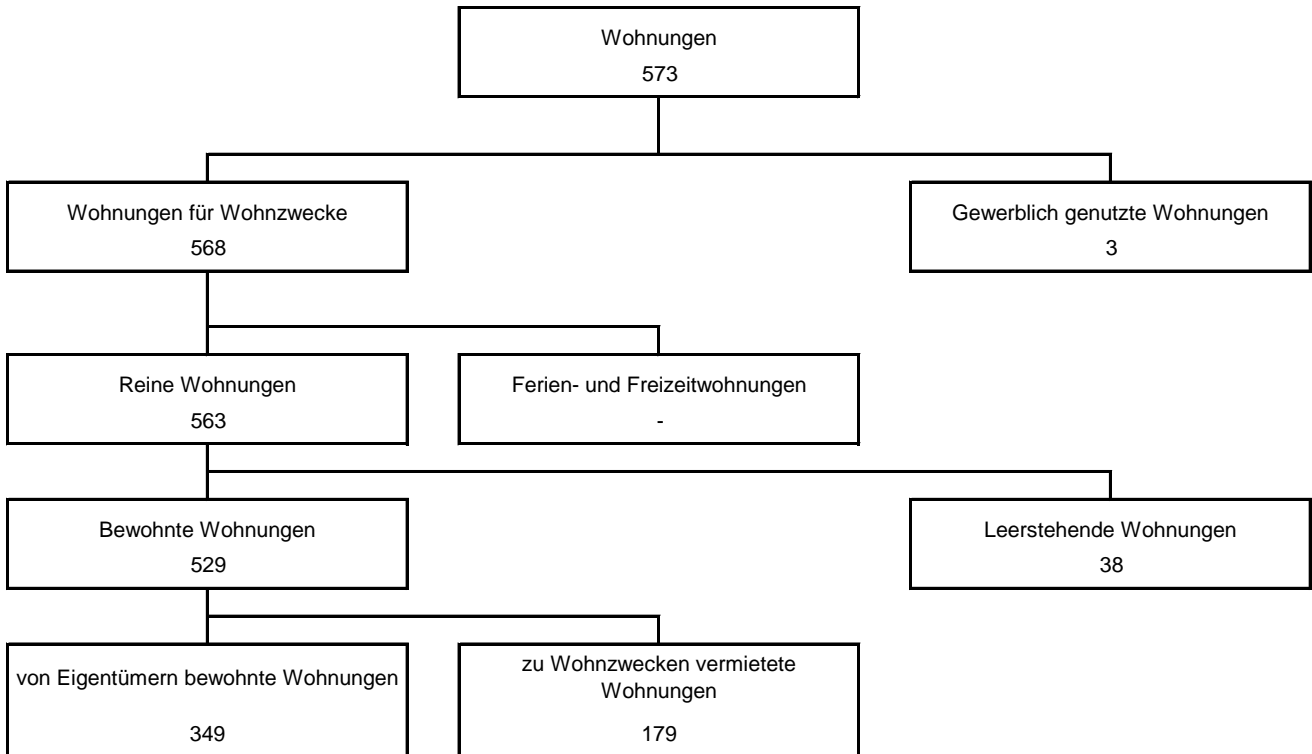 Wohnungen
573
Wohnungen für Wohnzwecke
568
Gewerblich genutzte Wohnungen
3
Reine Wohnungen
563
Ferien- und Freizeitwohnungen
-
Bewohnte Wohnungen
529
Leerstehende Wohnungen
38
von Eigentümern bewohnte Wohnungen
349
zu Wohnzwecken vermietete
Wohnungen
179